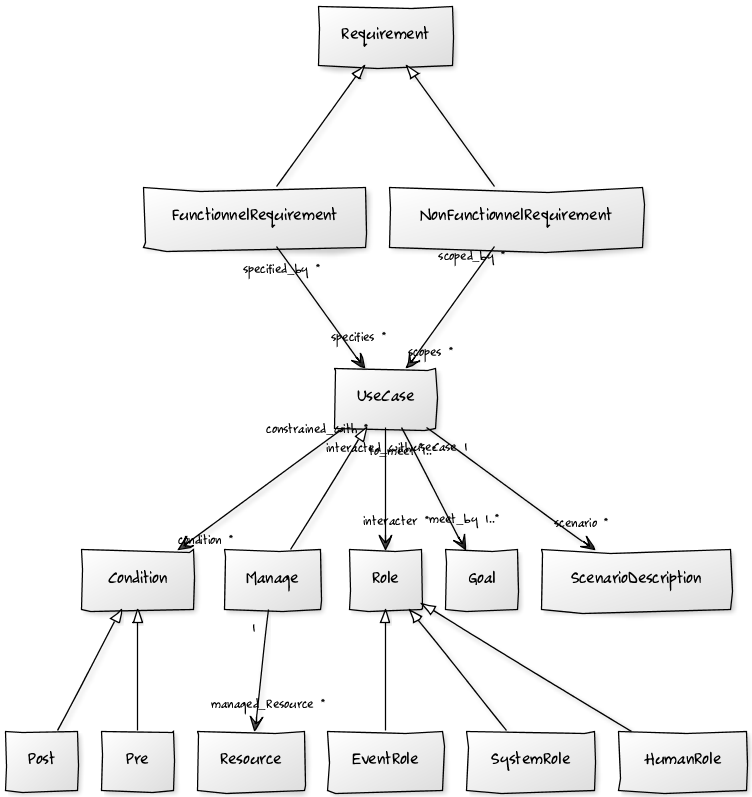 Requirement
FunctionnelRequirement
NonFunctionnelRequirement
specified_by *
scoped_by *
specifies *
scopes *
UseCase
constrained_with *
interacted_with
to_meet 1..*
useCase 1
condition *
interacter *
meet_by 1..*
scenario *
Condition
Manage
Role
Goal
ScenarioDescription
1
managed_Resource *
Post
Pre
Resource
EventRole
SystemRole
HumanRole